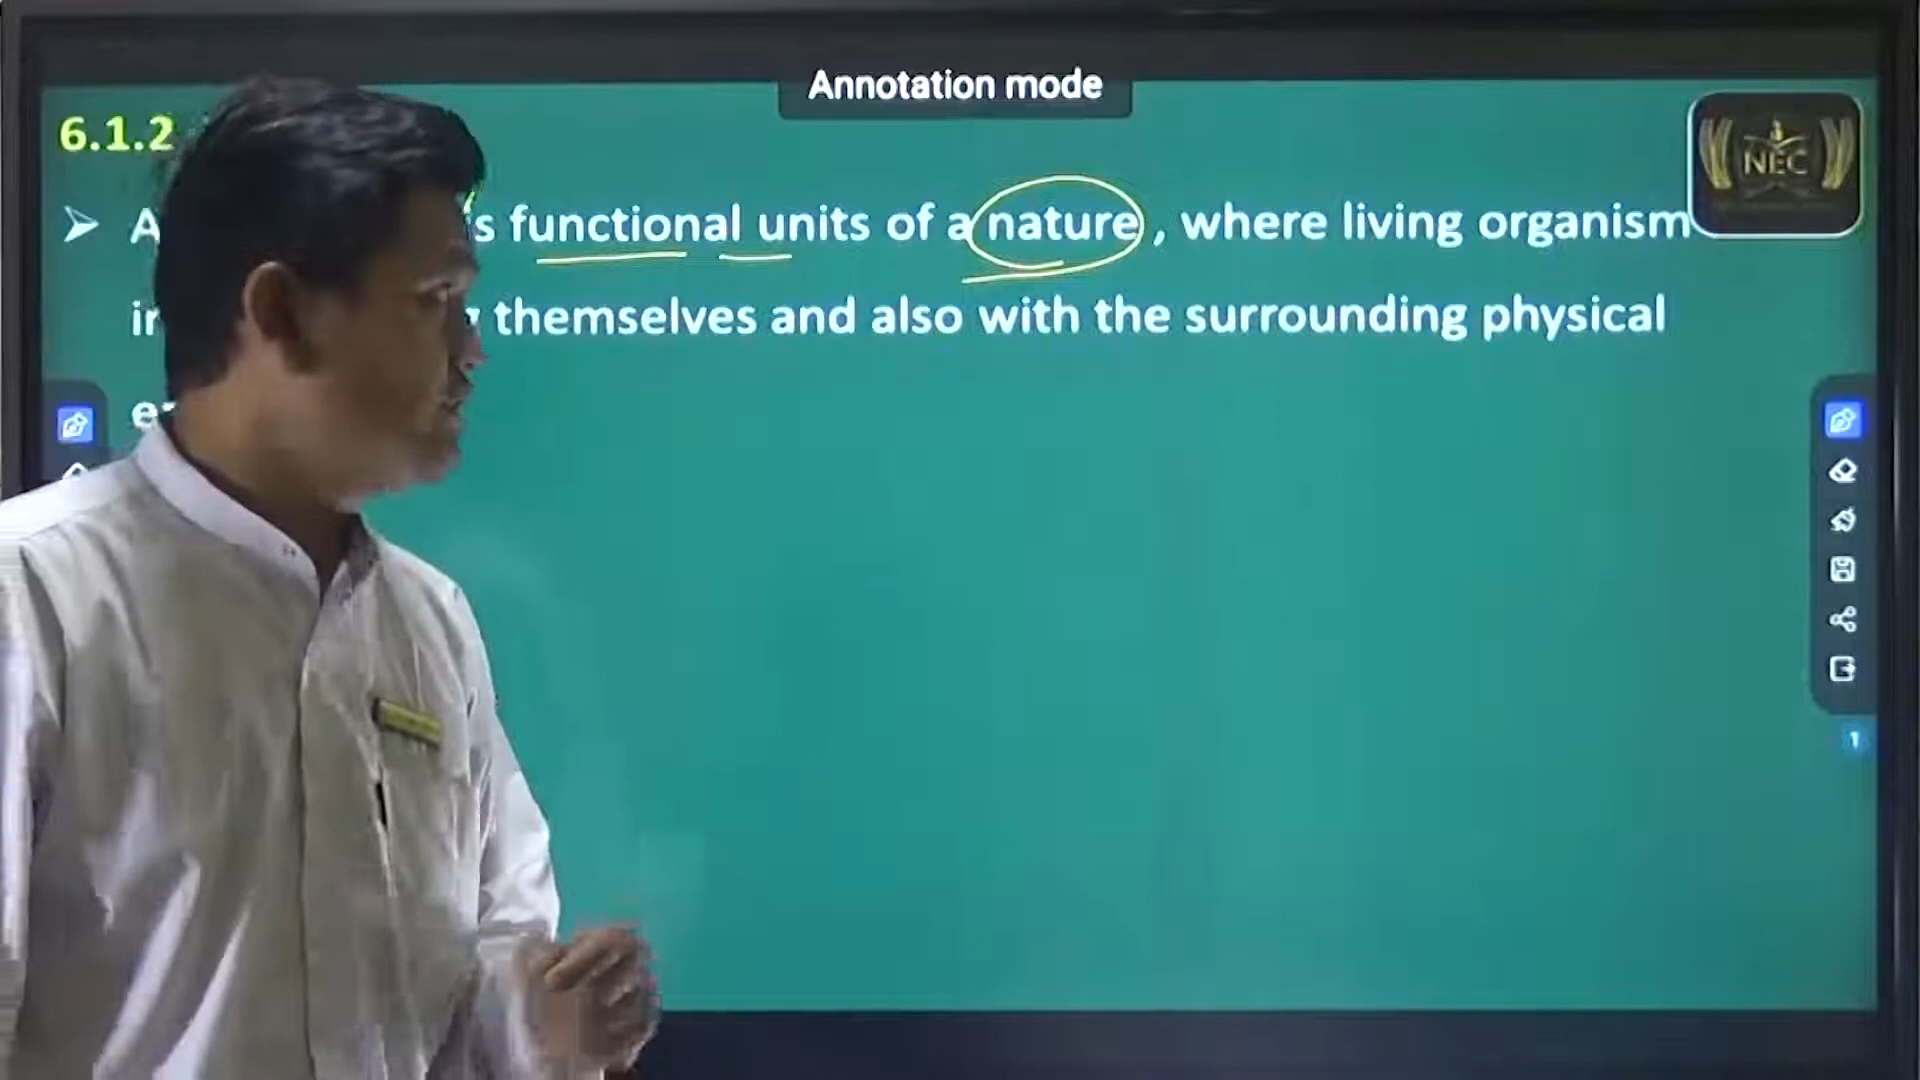 Annotation mode
6.1.2
NEC
functional units of a nature , where living organism
themselves and also with the surrounding physical
1